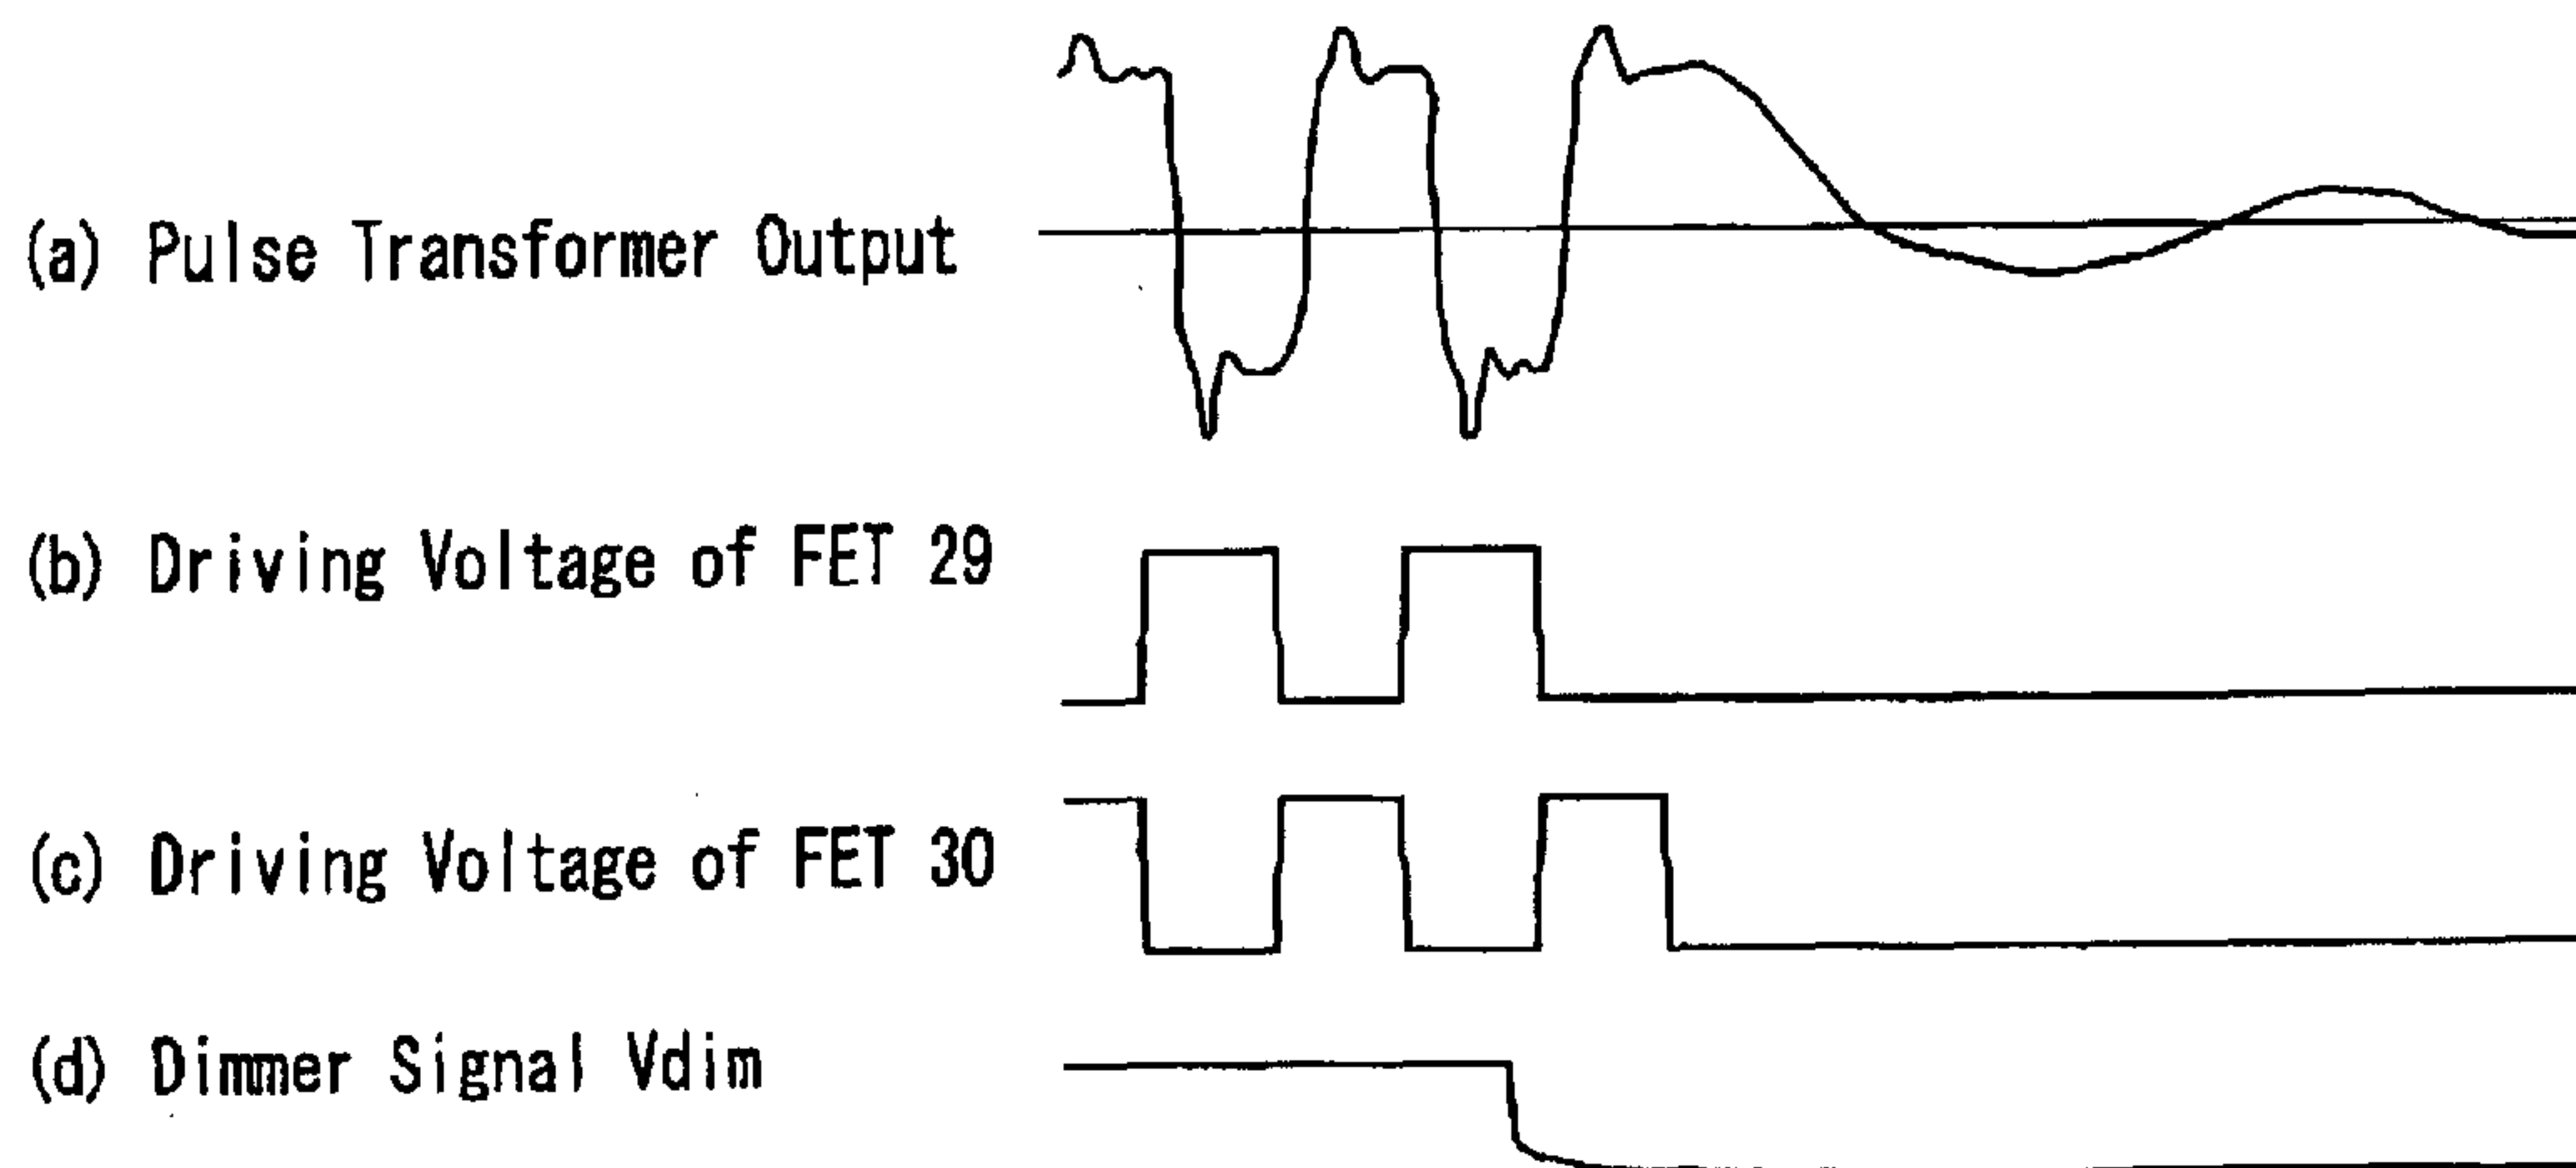 (a) Pulse Transformer Output
(b) Driving Voltage of FET 29
(c) Driving Voltage of FET 30
(d) Dimmer Signal Vdim